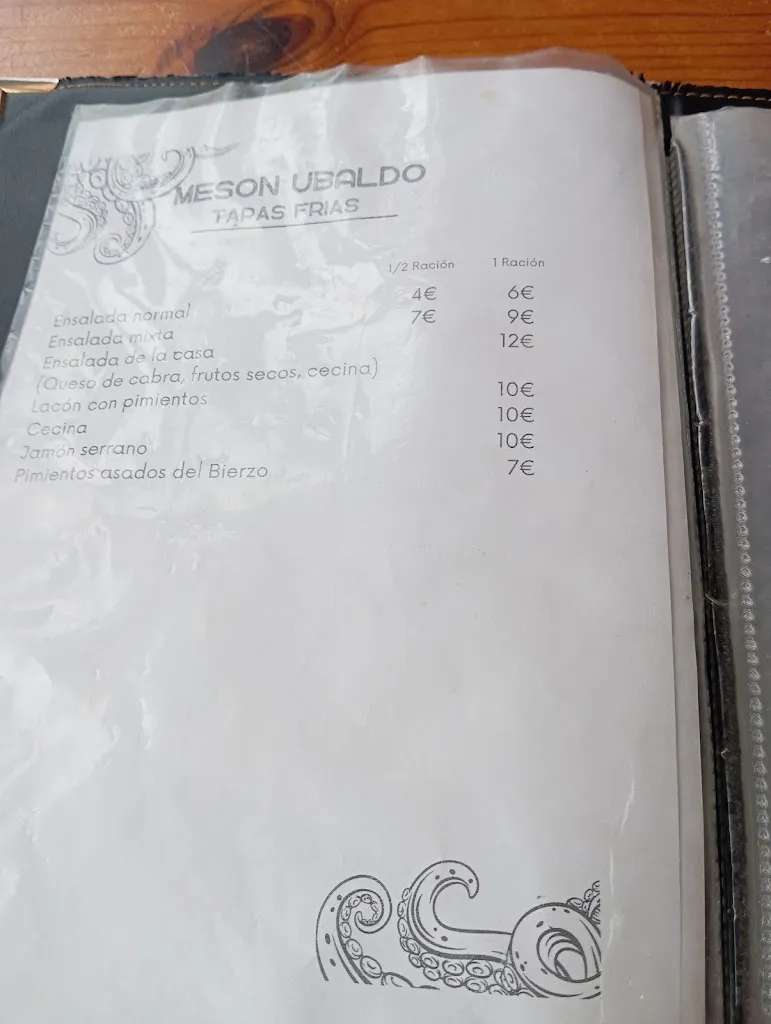 MESON UBALDO
TAPAS FRIAS
1/2 Ración 1 Ración
Ensalada normal 4€ 6€
Ensalada mixta 7€ 9€
Ensalada de la casa 12€
(Queso de cabra, frutos secos, cecina)
Lacón con pimientos 10€
Cecina 10€
Jamón serrano 10€
Pimientos asados del Bierzo 7€